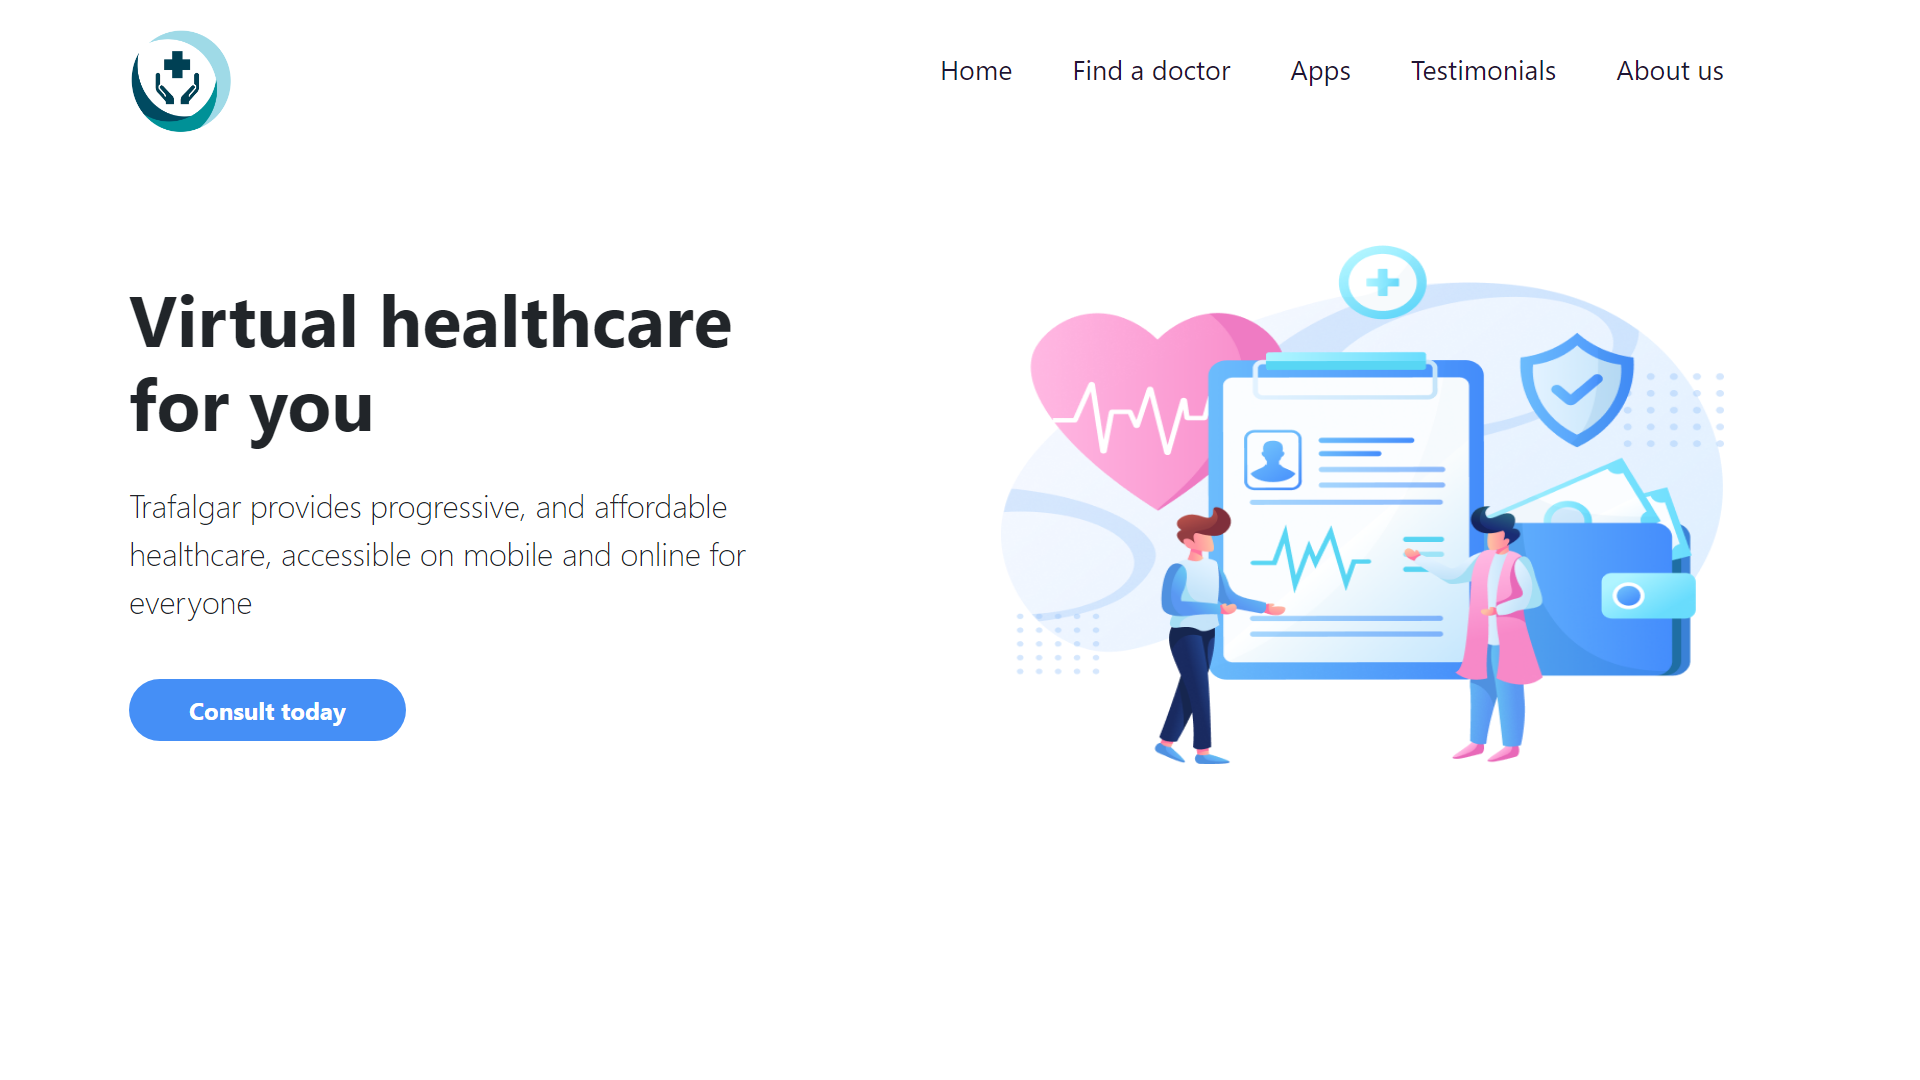 Home Find a doctor Apps Testimonials About us
Virtual healthcare
for you
Trafalgar provides progressive, and affordable
healthcare, accessible on mobile and online for
everyone
Consult today